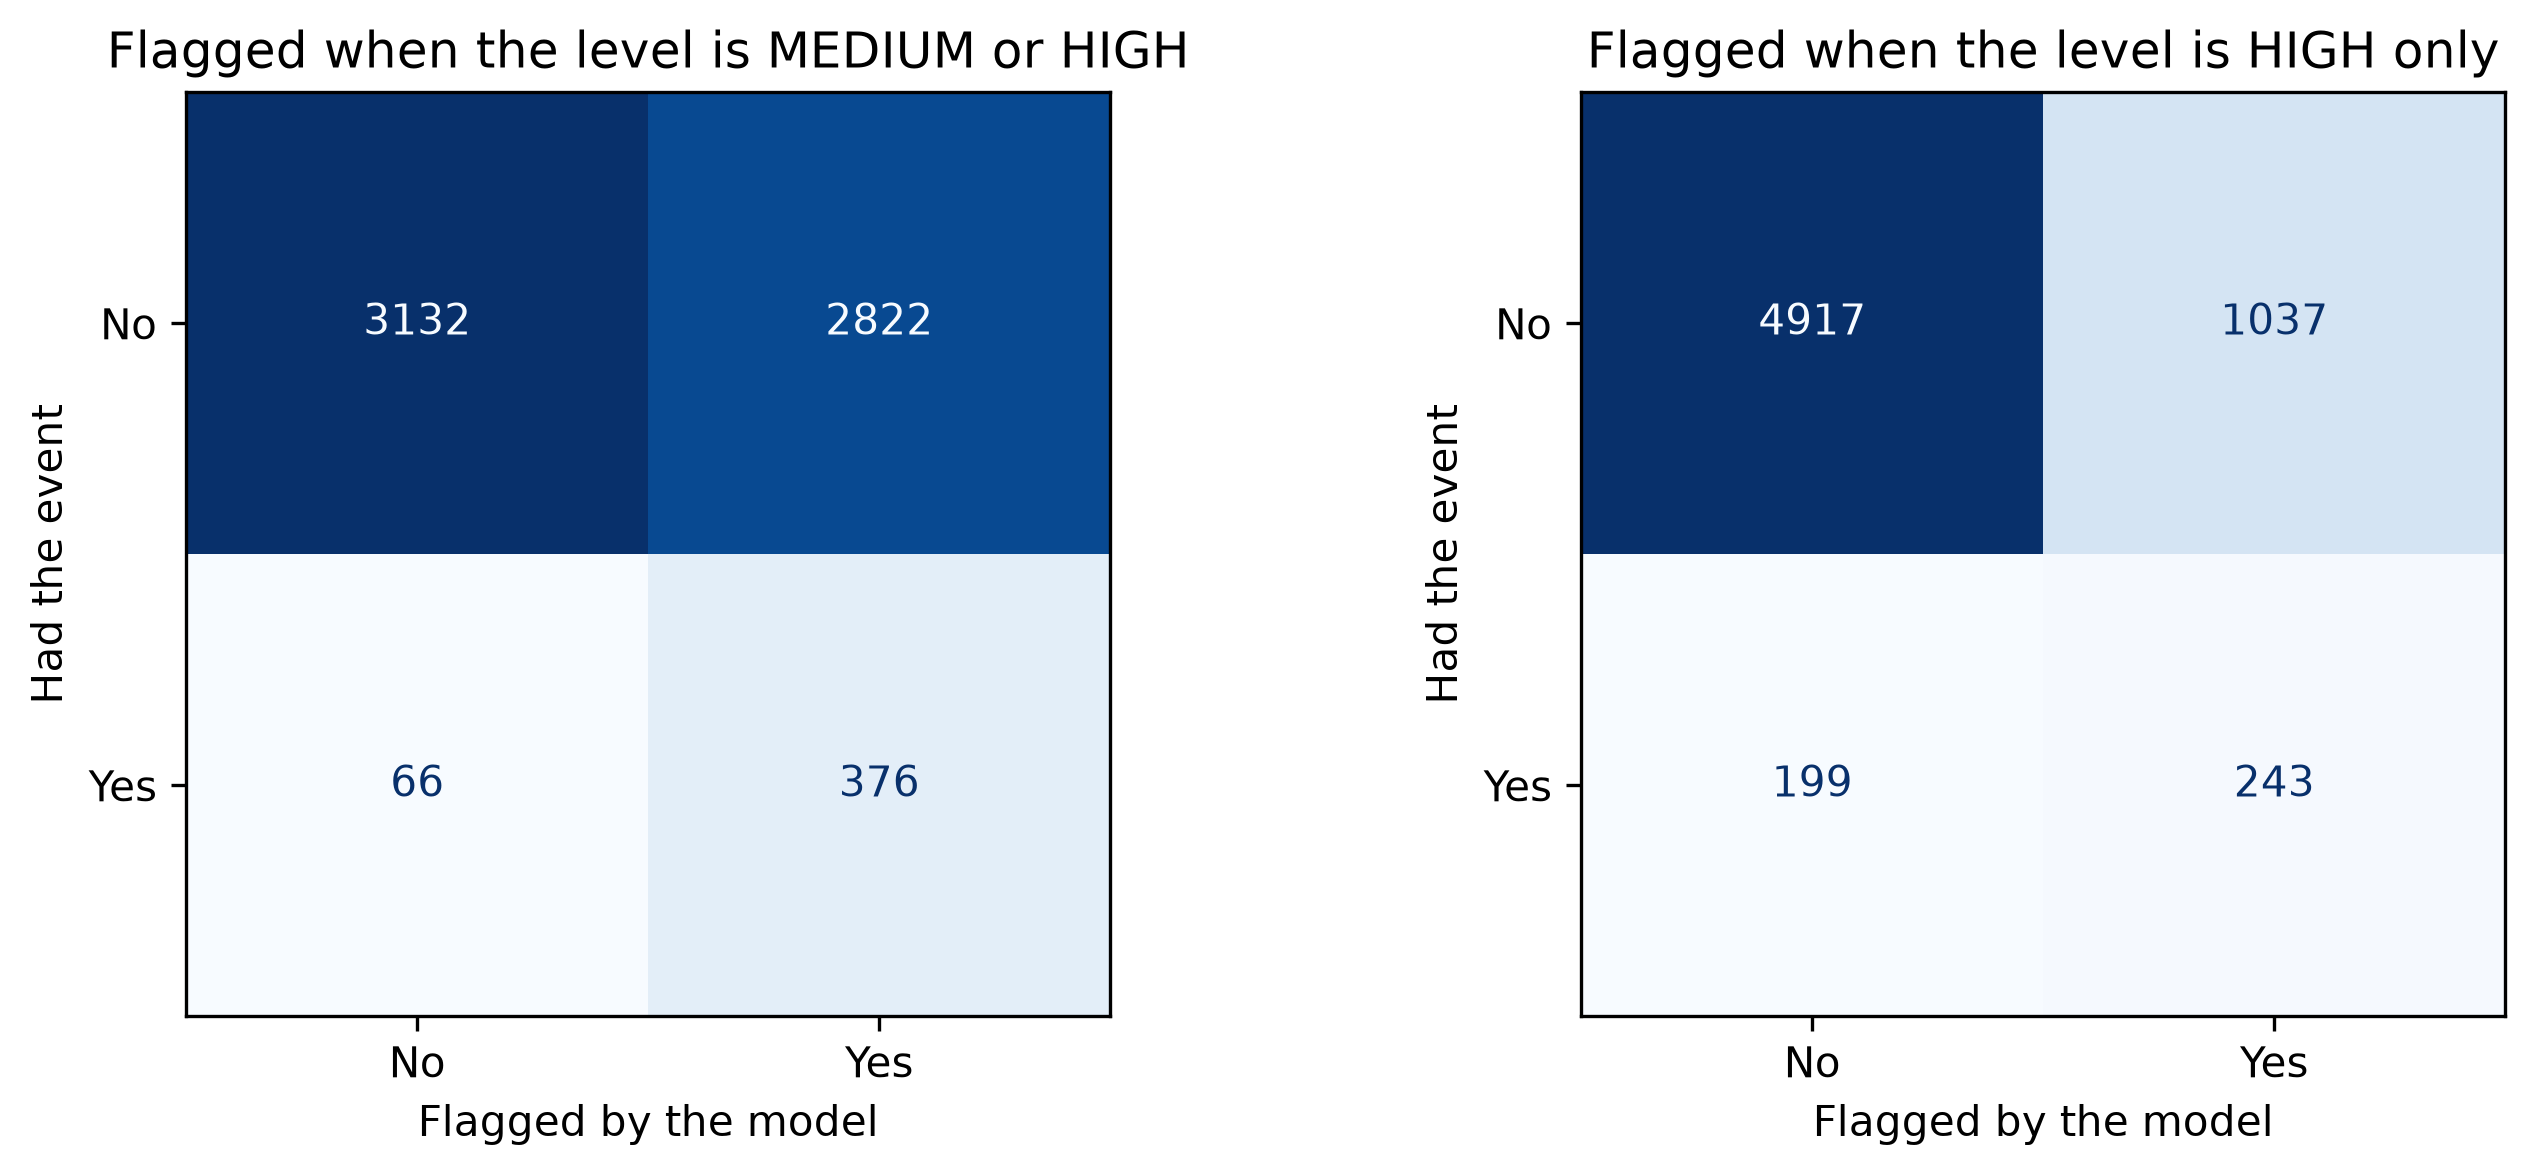 Flagged when the level is MEDIUM or HIGH
Had the event
No
3132
2822
Yes
66
376
No
Yes
Flagged by the model
Flagged when the level is HIGH only
Had the event
No
4917
1037
Yes
199
243
No
Yes
Flagged by the model